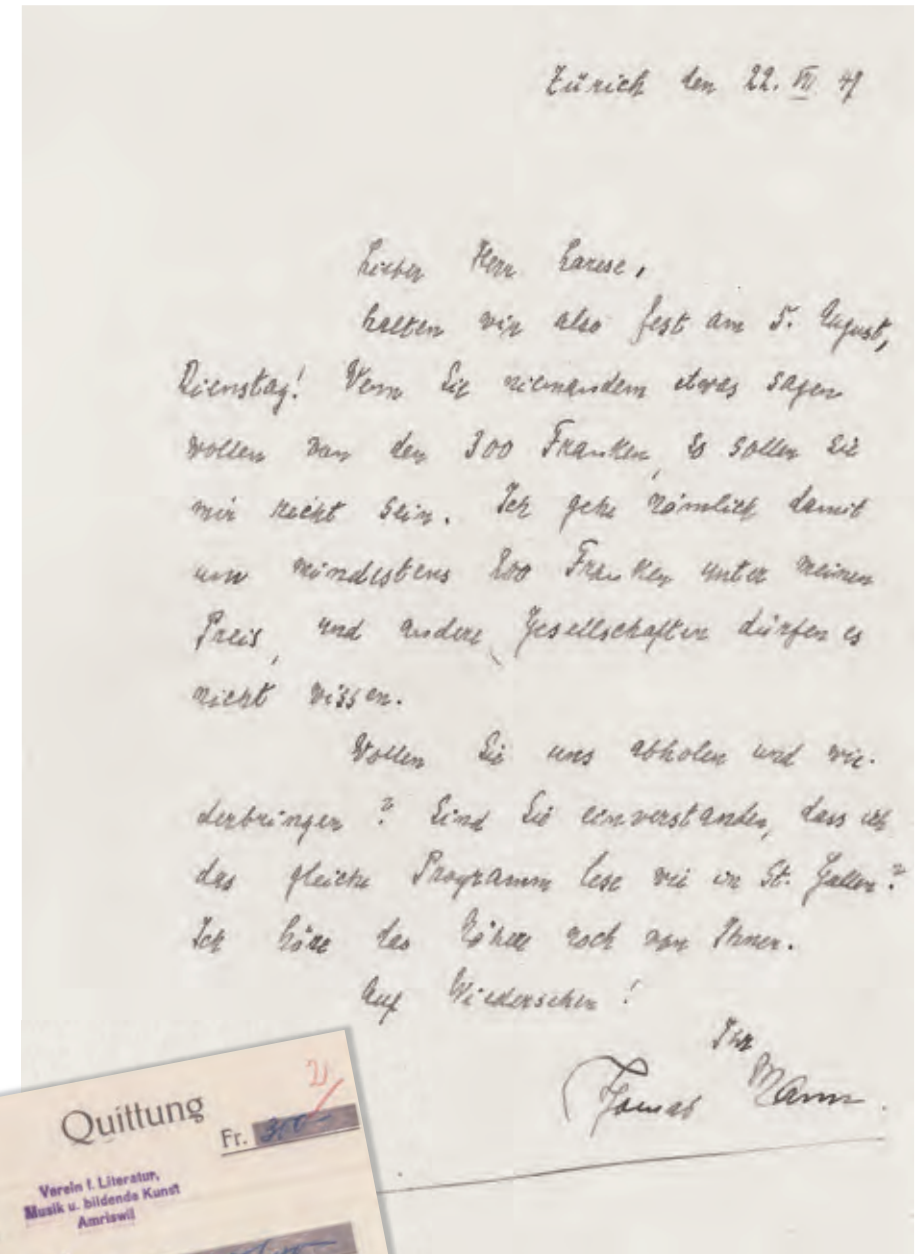 Zürich den 22. VII 47
Lieber Herr Larese,
halten wir also fest am 5. August,
Dienstag! Wenn Sie niemandem etwas sagen
wollen von den 300 Franken, so sollen Sie
mir recht sein. Ich gehe nämlich damit
um mindestens 200 Franken unter meinen
Preis, und andere Gesellschaften dürfen es
nicht wissen.
Wollen Sie uns abholen und wie-
derbringen? Sind Sie einverstanden, dass ich
das gleiche Programm lese wie in St. Gallen?
Ich höre das Nähere noch von Ihnen.
Auf Wiedersehen!
Ihr
Thomas Mann.
Quittung
Fr. 300.-
Verein f. Literatur,
Musik u. bildende Kunst
Amriswil